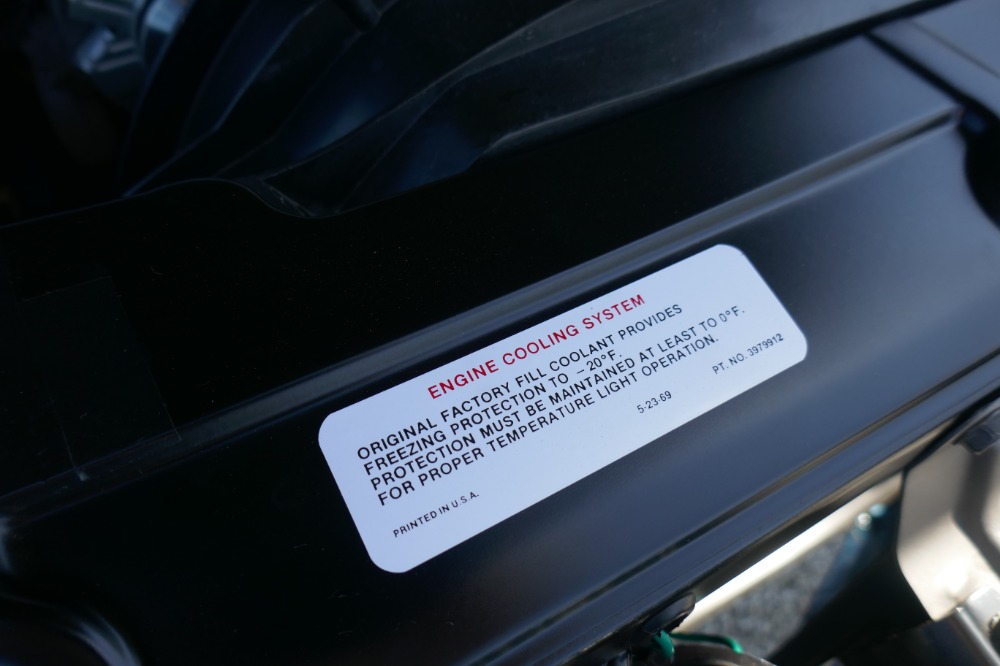 ENGINE COOLING SYSTEM
ORIGINAL FACTORY FILL COOLANT PROVIDES
FREEZING PROTECTION TO −20°F.
PROTECTION MUST BE MAINTAINED AT LEAST TO 0°F.
FOR PROPER TEMPERATURE LIGHT OPERATION.
PRINTED IN U.S.A. 5-23-69 PT. NO. 3979912